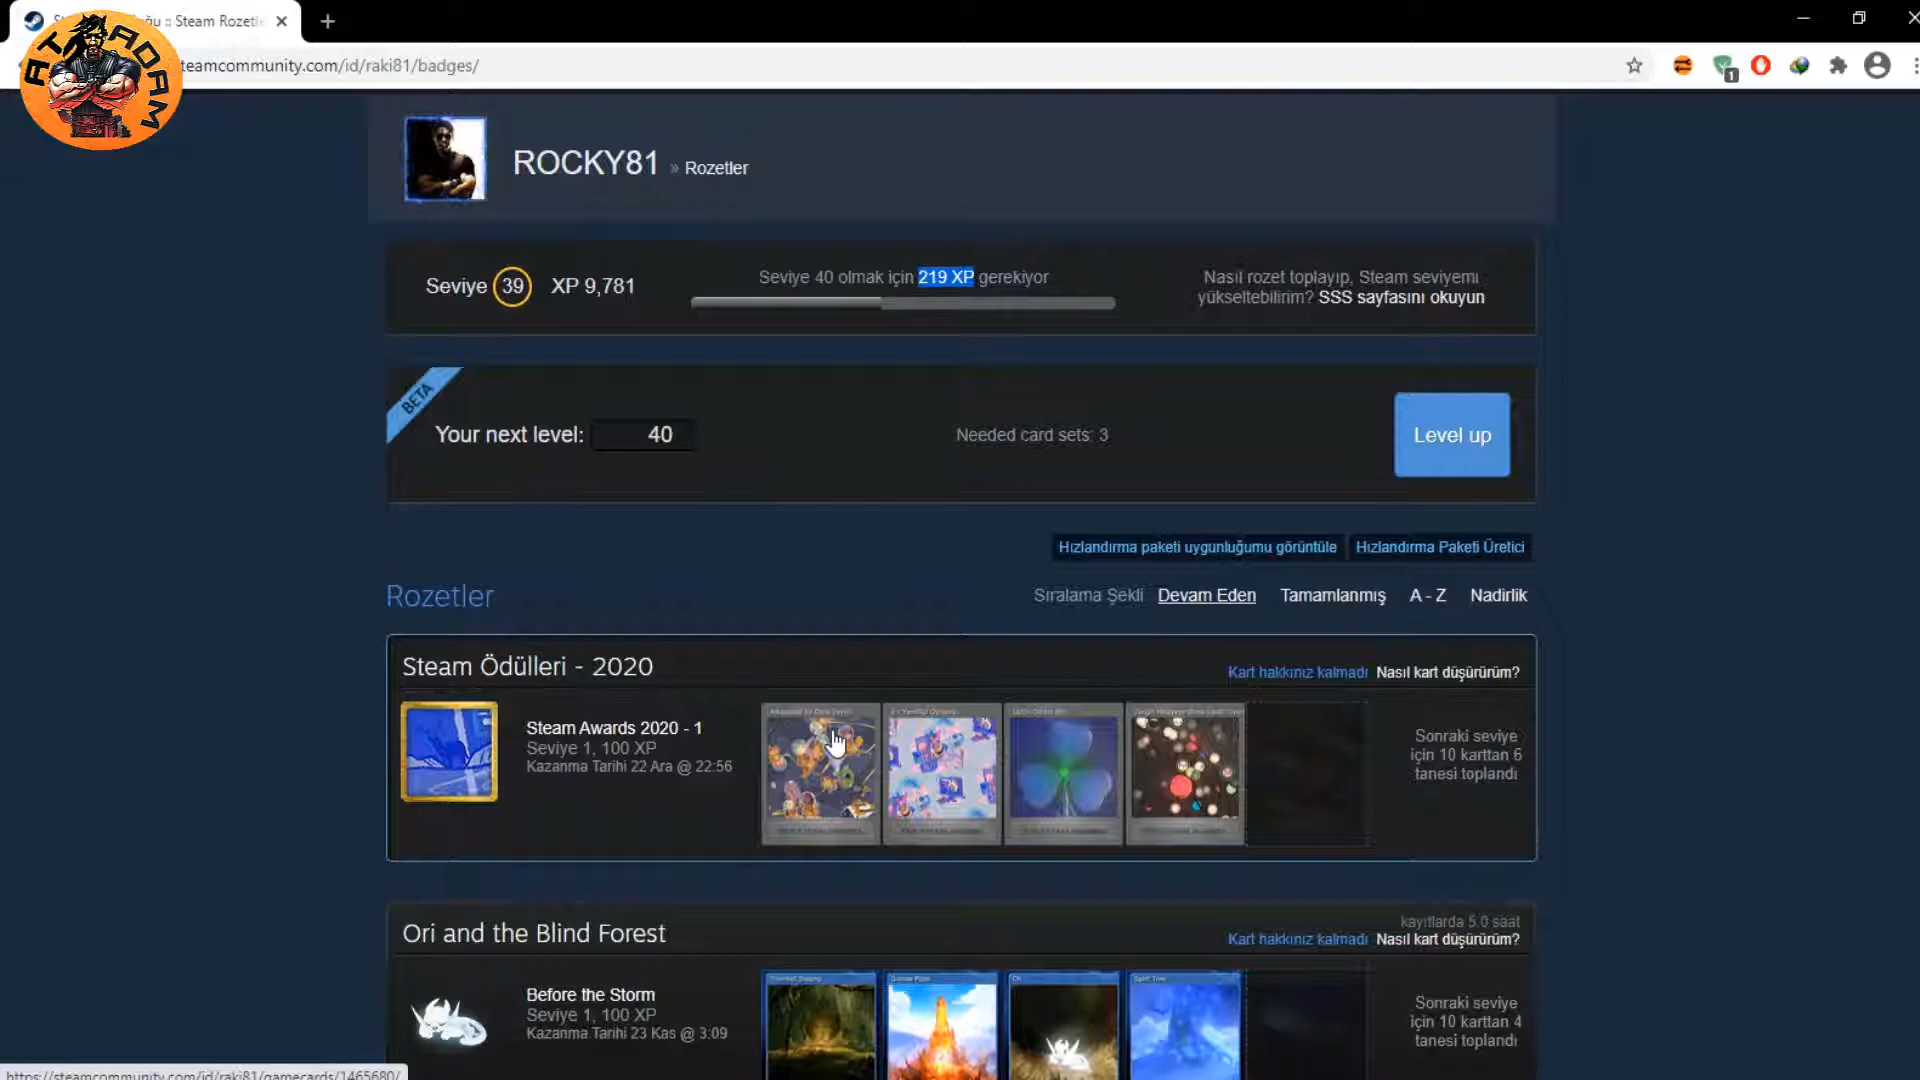 :: Steam Rozetle
ATADAM
teamcommunity.com/id/raki81/badges/
1
ROCKY81 » Rozetler
Seviye 39 XP 9,781
Seviye 40 olmak için 219 XP gerekiyor
Nasıl rozet toplayıp, Steam seviyemi
yükseltebilirim? SSS sayfasını okuyun
BETA
Your next level: 40
Needed card sets: 3
Level up
Hızlandırma paketi uygunluğumu görüntüle
Hızlandırma Paketi Üretici
Rozetler
Sıralama Şekli Devam Eden Tamamlanmış A - Z Nadirlik
Steam Ödülleri - 2020
Kart hakkınız kalmadı Nasıl kart düşürürüm?
Steam Awards 2020 - 1
Seviye 1, 100 XP
Kazanma Tarihi 22 Ara @ 22:56
Sonraki seviye
için 10 karttan 6
tanesi toplandı
Ori and the Blind Forest
kayıtlarda 5.0 saat
Kart hakkınız kalmadı Nasıl kart düşürürüm?
Before the Storm
Seviye 1, 100 XP
Kazanma Tarihi 23 Kas @ 3:09
Ori
Spirit Tree
Sonraki seviye
için 10 karttan 4
tanesi toplandı
https://steamcommunity.com/id/raki81/gamecards/1465680/